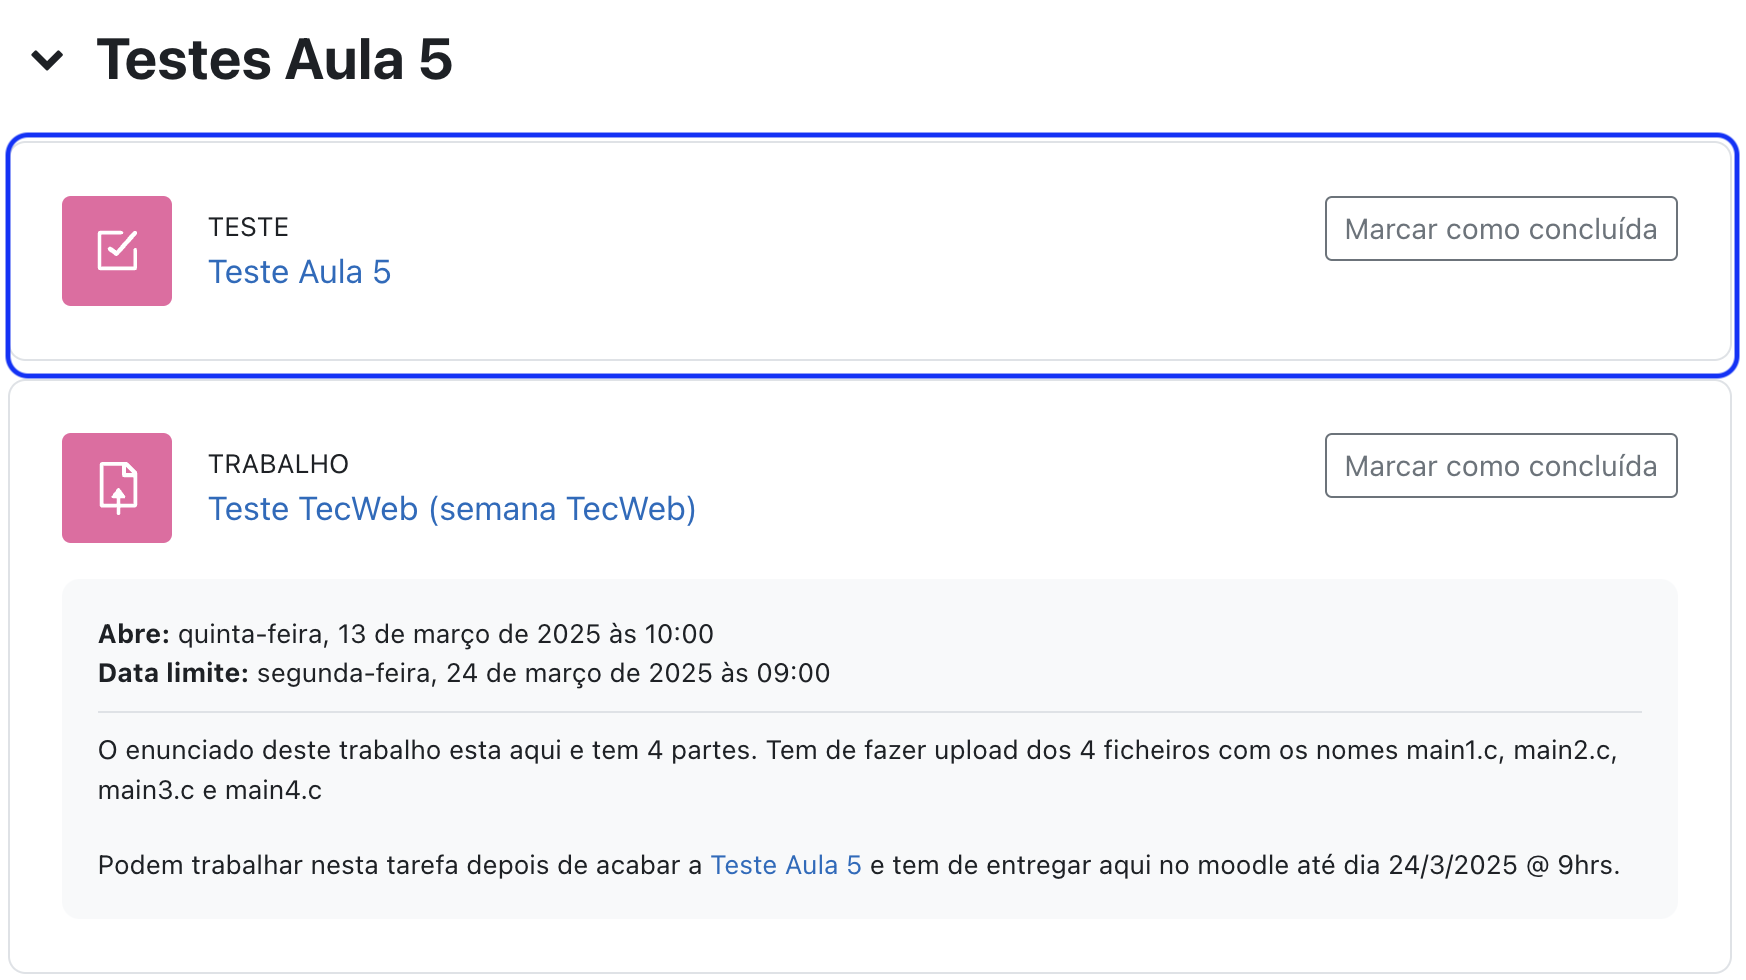 Testes Aula 5
TESTE
Teste Aula 5
Marcar como concluída
TRABALHO
Teste TecWeb (semana TecWeb)
Marcar como concluída
Abre: quinta-feira, 13 de março de 2025 às 10:00
Data limite: segunda-feira, 24 de março de 2025 às 09:00
O enunciado deste trabalho esta aqui e tem 4 partes. Tem de fazer upload dos 4 ficheiros com os nomes main1.c, main2.c,
main3.c e main4.c
Podem trabalhar nesta tarefa depois de acabar a Teste Aula 5 e tem de entregar aqui no moodle até dia 24/3/2025 @ 9hrs.